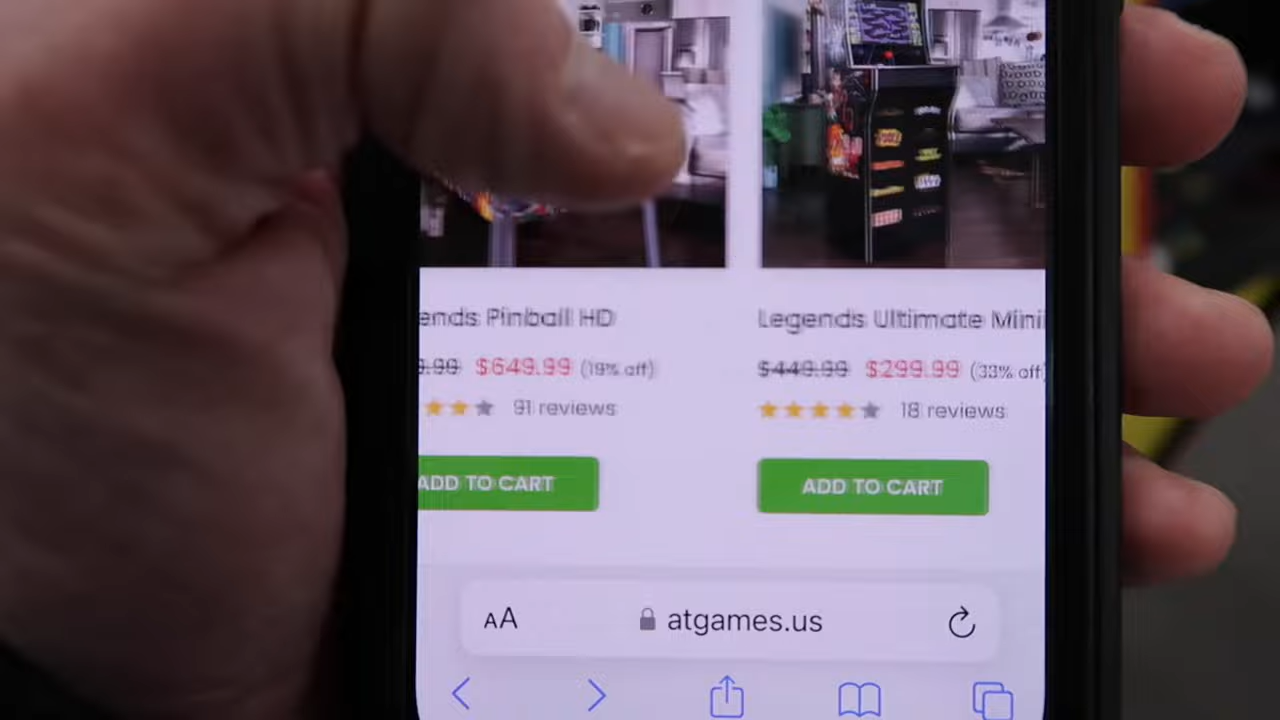 ends Pinball HD
9.99 $649.99 (19% off)
91 reviews
ADD TO CART
Legends Ultimate Mini
$449.99 $299.99 (33% off
18 reviews
ADD TO CART
AA atgames.us